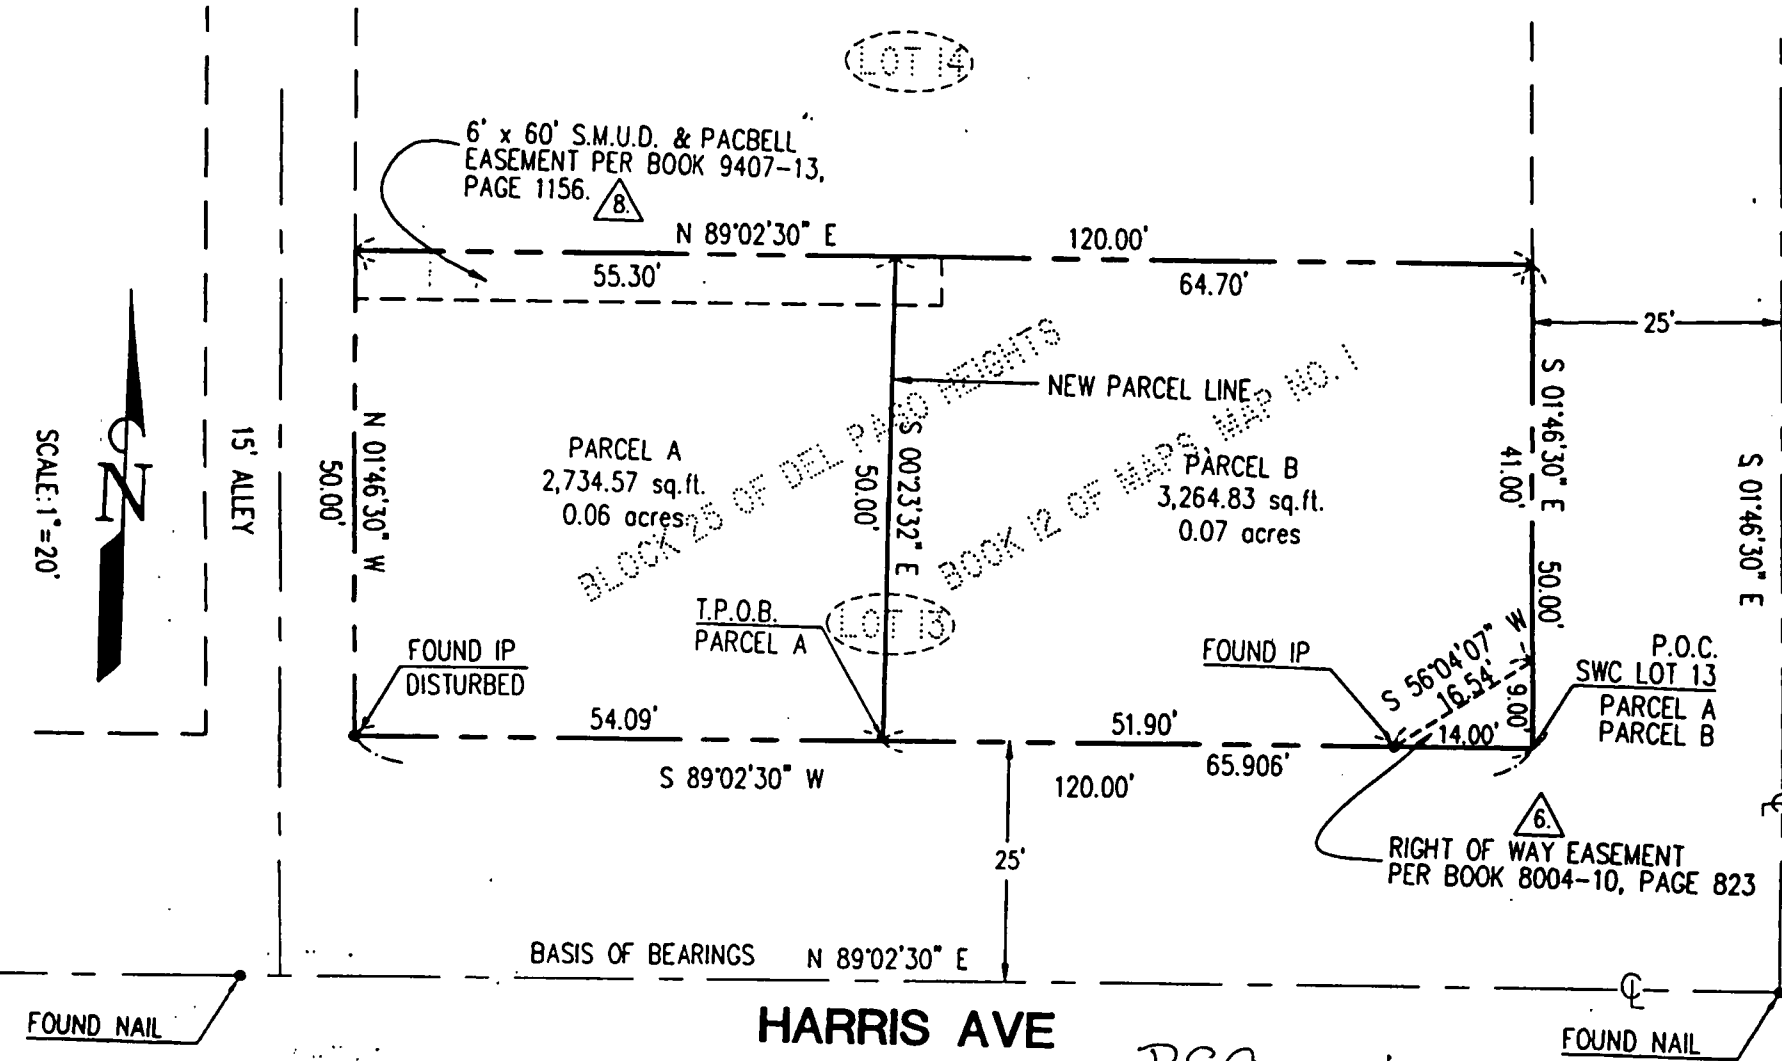 LOT 14
6' x 60' S.M.U.D. & PACBELL
EASEMENT PER BOOK 9407-13,
PAGE 1156.
8.
N 89°02'30" E
120.00'
55.30'
64.70'
25'
NEW PARCEL LINE
BLOCK 25 OF DEL PASO HEIGHTS
BOOK 12 OF MAPS, MAP NO. 1
SCALE: 1"=20'
N
15' ALLEY
N 01°46'30" W
50.00'
PARCEL A
2,734.57 sq.ft.
0.06 acres
S 00°23'32" E
50.00'
PARCEL B
3,264.83 sq.ft.
0.07 acres
S 01°46'30" E
41.00'
50.00'
S 01°46'30" E
LOT 13
T.P.O.B.
PARCEL A
FOUND IP
DISTURBED
FOUND IP
S 56°04'07" W
16.54'
9.00'
P.O.C.
SWC LOT 13
PARCEL A
PARCEL B
54.09'
51.90'
14.00'
S 89°02'30" W
65.906'
120.00'
25'
6.
RIGHT OF WAY EASEMENT
PER BOOK 8004-10, PAGE 823
BASIS OF BEARINGS N 89°02'30" E
HARRIS AVE
FOUND NAIL
FOUND NAIL